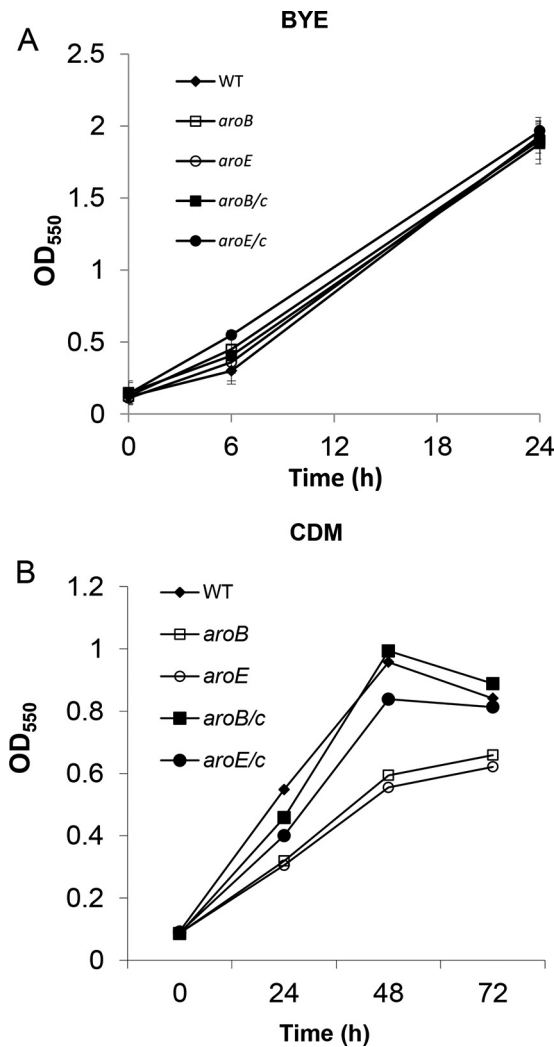 BYE
A
2.5
2
1.5
1
0.5
0
WT
aroB
aroE
aroB/c
aroE/c
OD550
0 6 12 18 24
Time (h)
CDM
B
1.2
1
0.8
0.6
0.4
0.2
0
WT
aroB
aroE
aroB/c
aroE/c
OD550
0 24 48 72
Time (h)